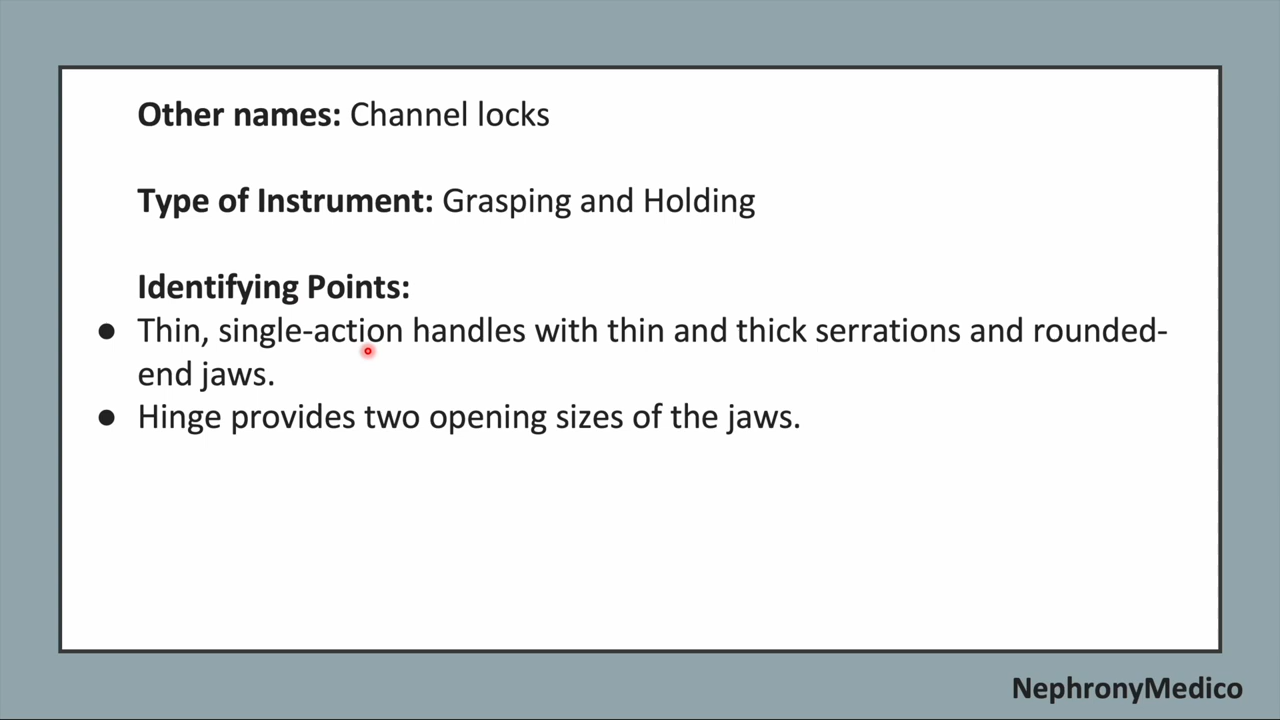 Other names: Channel locks
Type of Instrument: Grasping and Holding
Identifying Points:
● Thin, single-action handles with thin and thick serrations and rounded-
end jaws.
● Hinge provides two opening sizes of the jaws.
NephronyMedico